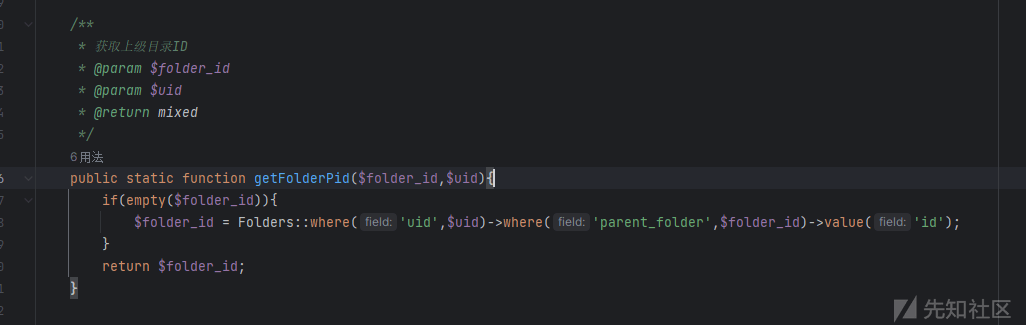 /**
* 获取上级目录ID
* @param $folder_id
* @param $uid
* @return mixed
*/
6用法
public static function getFolderPid($folder_id,$uid){
if(empty($folder_id)){
$folder_id = Folders::where( field: 'uid',$uid)->where( field: 'parent_folder',$folder_id)->value( field: 'id');
}
return $folder_id;
}
先知社区